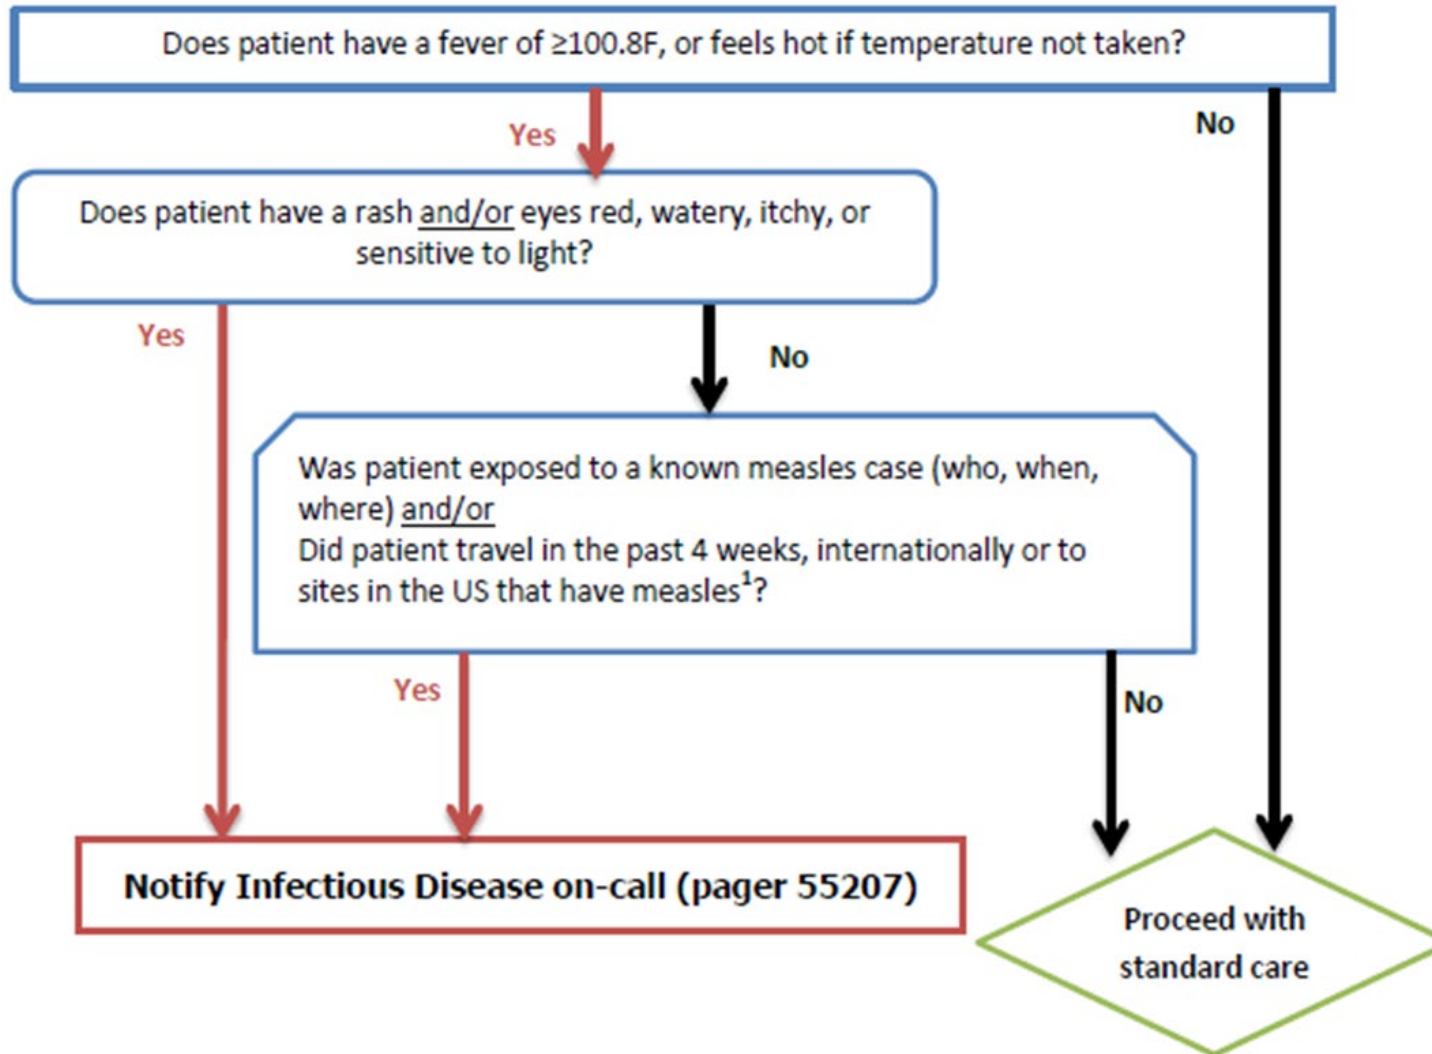 Does patient have a fever of ≥100.8F, or feels hot if temperature not taken?
Yes
No
Does patient have a rash and/or eyes red, watery, itchy, or
sensitive to light?
Yes
No
Was patient exposed to a known measles case (who, when,
where) and/or
Did patient travel in the past 4 weeks, internationally or to
sites in the US that have measles¹?
Yes
No
Notify Infectious Disease on-call (pager 55207)
Proceed with
standard care